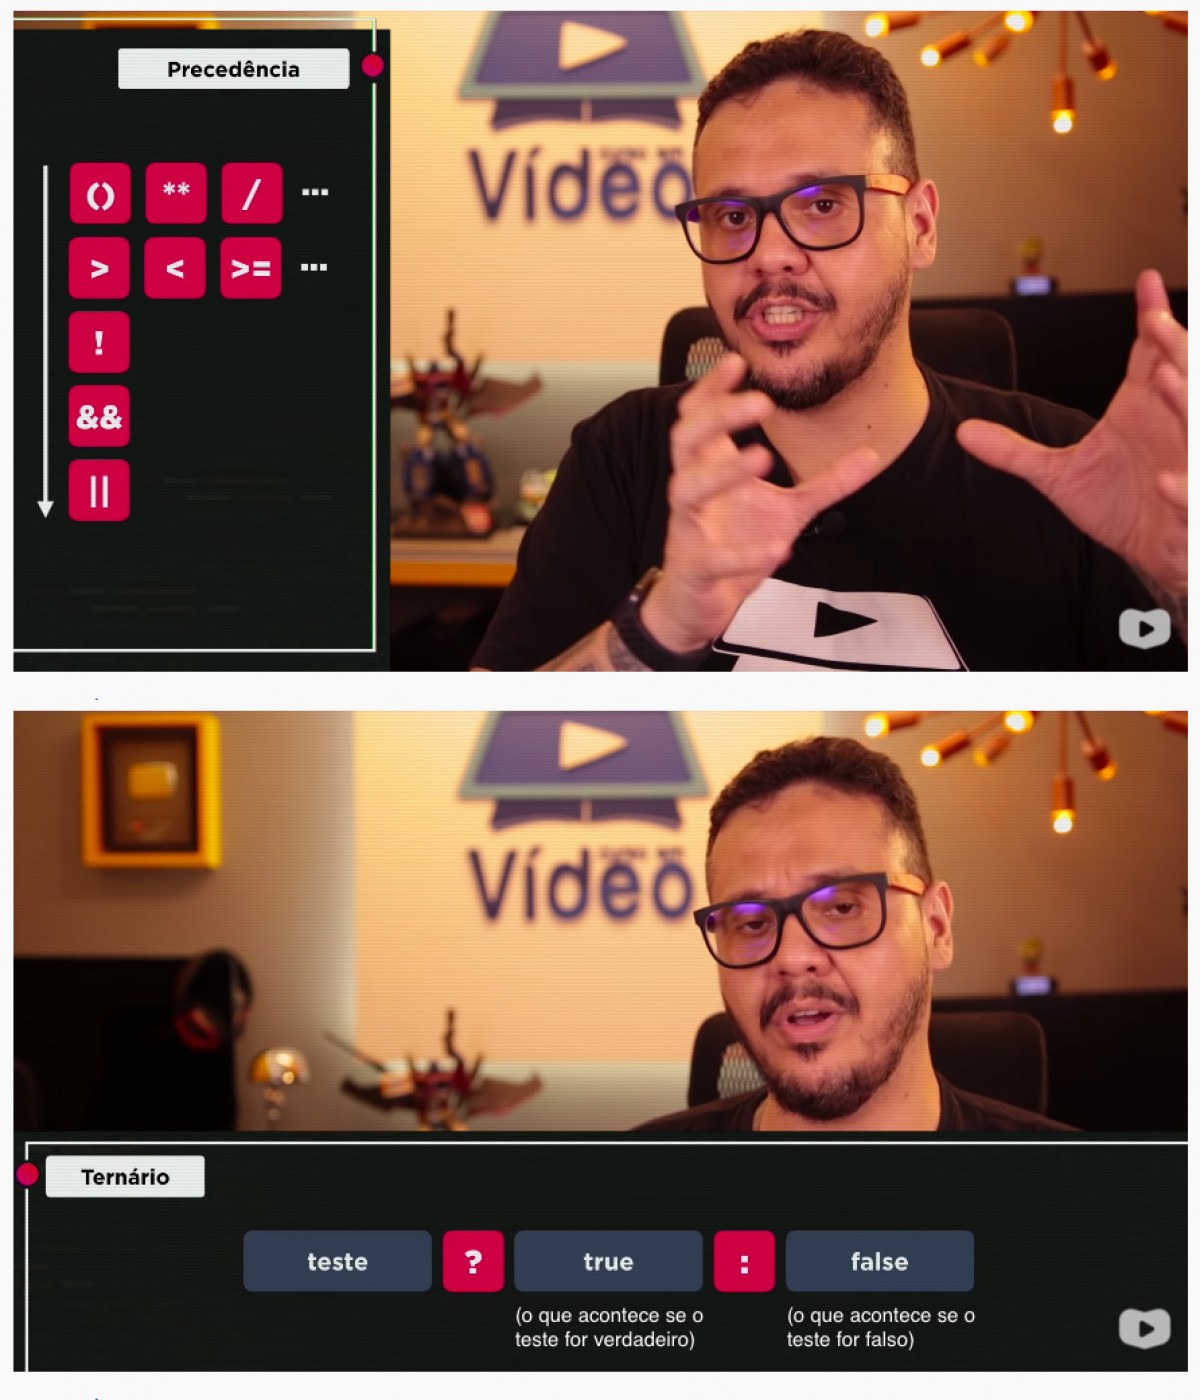 Precedência
() ** / ...
> < >= ...
!
&&
||
Vídeo
Vídeo
Ternário
teste ? true : false
(o que acontece se o
teste for verdadeiro)
(o que acontece se o
teste for falso)